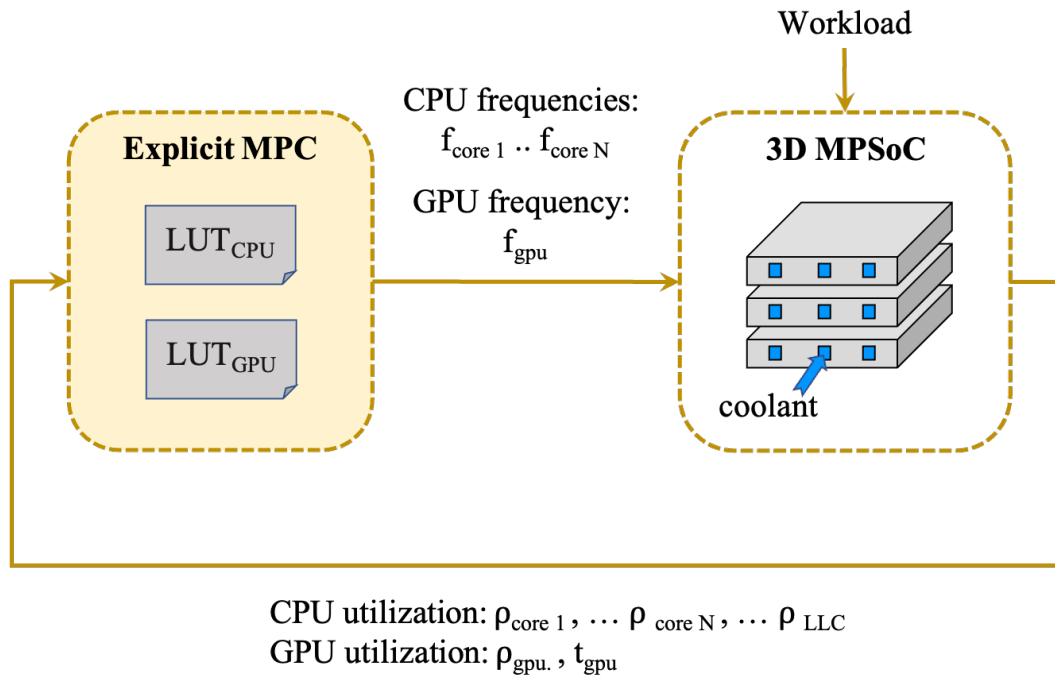 Workload
CPU frequencies:
f core 1 .. f core N
GPU frequency:
f gpu
Explicit MPC
LUT CPU
LUT GPU
3D MPSoC
coolant
CPU utilization: ρ core 1 , … ρ core N , … ρ LLC
GPU utilization: ρ gpu. , t gpu